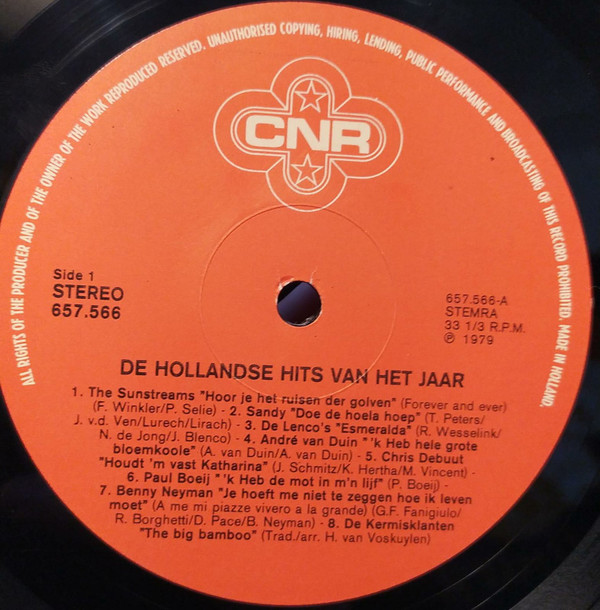 ALL RIGHTS OF THE PRODUCER AND OF THE OWNER OF THE WORK REPRODUCED RESERVED. UNAUTHORISED COPYING, HIRING, LENDING, PUBLIC PERFORMANCE AND BROADCASTING OF THIS RECORD PROHIBITED. MADE IN HOLLAND.
CNR
Side 1
STEREO
657.566
657.566-A
STEMRA
33 1/3 R.P.M.
℗ 1979
DE HOLLANDSE HITS VAN HET JAAR
1. The Sunstreams "Hoor je het ruisen der golven" (Forever and ever)
(F. Winkler/P. Selie) - 2. Sandy "Doe de hoela hoep" (T. Peters/
J. v.d. Ven/Lurech/Lirach) - 3. De Lenco's "Esmeralda" (R. Wesselink/
N. de Jong/J. Blenco) - 4. André van Duin "'k Heb hele grote
bloemkoole" (A. van Duin/A. van Duin) - 5. Chris Debuut
"Houdt 'm vast Katharina" (J. Schmitz/K. Hertha/M. Vincent) -
6. Paul Boeij "'k Heb de mot in m'n lijf" (P. Boeij) -
7. Benny Neyman "Je hoeft me niet te zeggen hoe ik leven
moet" (A me mi piazze vivero a la grande) (G.F. Fanigiulo/
R. Borghetti/D. Pace/B. Neyman) - 8. De Kermisklanten
"The big bamboo" (Trad./arr. H. van Voskuylen)